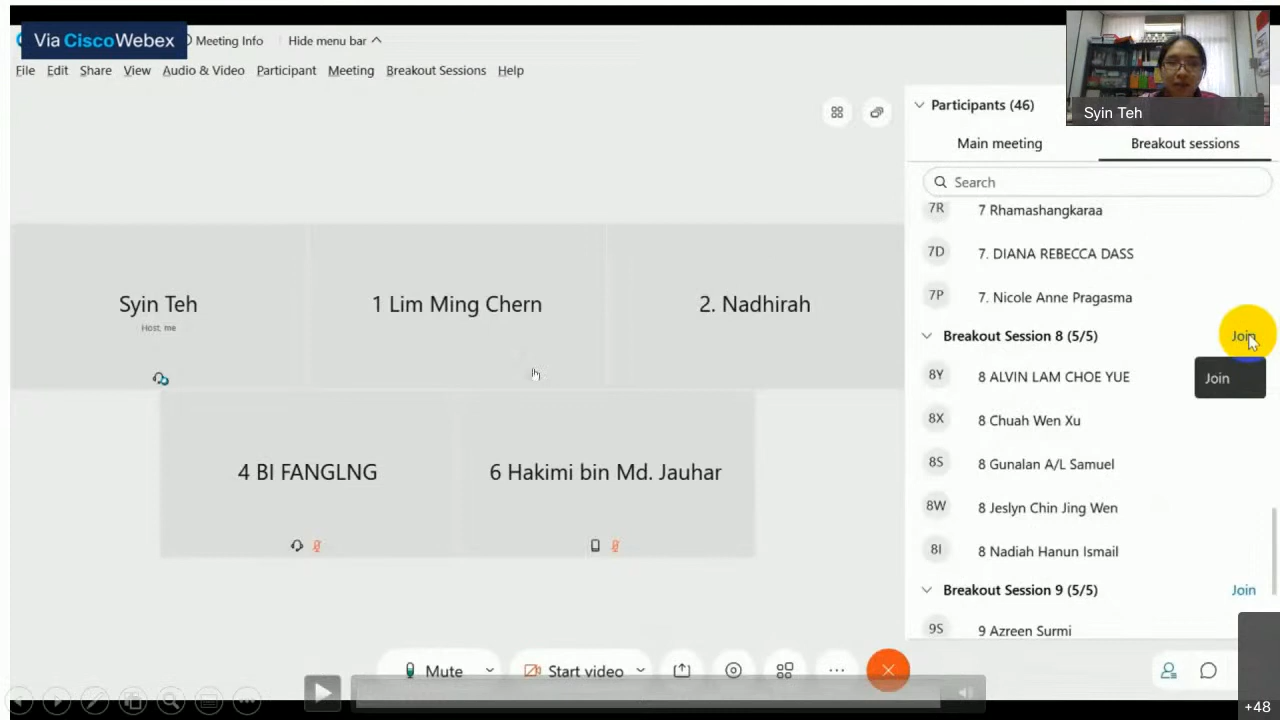 Via Cisco Webex
Meeting Info
Hide menu bar
File Edit Share View Audio & Video Participant Meeting Breakout Sessions Help
Syin Teh
Participants (46)
Main meeting Breakout sessions
Search
7R 7 Rhamashangkaraa
7D 7. DIANA REBECCA DASS
7P 7. Nicole Anne Pragasma
Breakout Session 8 (5/5) Join
Join
8Y 8 ALVIN LAM CHOE YUE
8X 8 Chuah Wen Xu
8S 8 Gunalan A/L Samuel
8W 8 Jeslyn Chin Jing Wen
8I 8 Nadiah Hanun Ismail
Breakout Session 9 (5/5) Join
9S 9 Azreen Surmi
Syin Teh
Host, me
1 Lim Ming Chern
2. Nadhirah
4 BI FANGLNG
6 Hakimi bin Md. Jauhar
Mute Start video
+48